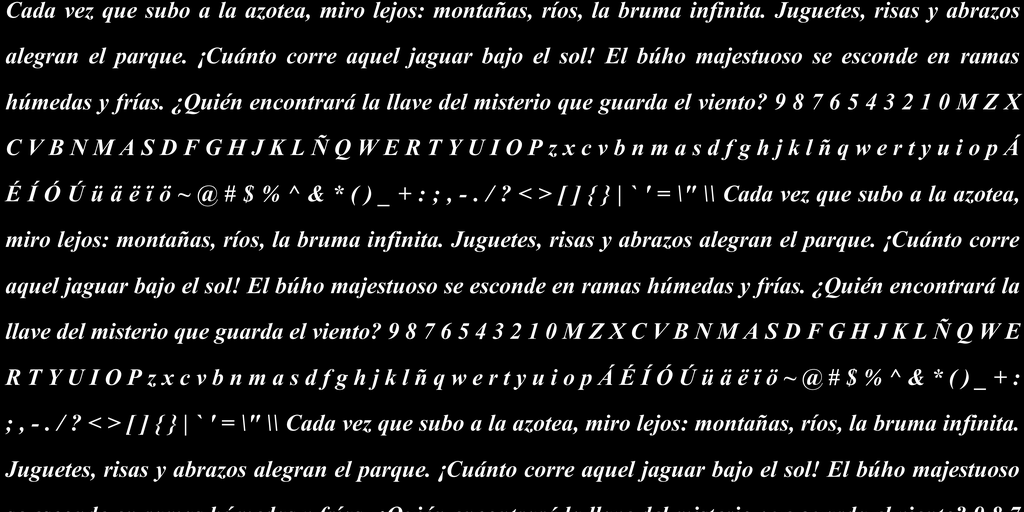 Cada vez que subo a la azotea, miro lejos: montañas, ríos, la bruma infinita. Juguetes, risas y abrazos
alegran el parque. ¡Cuánto corre aquel jaguar bajo el sol! El búho majestuoso se esconde en ramas
húmedas y frías. ¿Quién encontrará la llave del misterio que guarda el viento? 9 8 7 6 5 4 3 2 1 0 M Z X
C V B N M A S D F G H J K L Ñ Q W E R T Y U I O P z x c v b n m a s d f g h j k l ñ q w e r t y u i o p Á
É Í Ó Ú ü ä ë ï ö ~ @ # $ % ^ & * ( ) _ + : ; , - . / ? < > [ ] { } | ` ' = \" \\ Cada vez que subo a la azotea,
miro lejos: montañas, ríos, la bruma infinita. Juguetes, risas y abrazos alegran el parque. ¡Cuánto corre
aquel jaguar bajo el sol! El búho majestuoso se esconde en ramas húmedas y frías. ¿Quién encontrará la
llave del misterio que guarda el viento? 9 8 7 6 5 4 3 2 1 0 M Z X C V B N M A S D F G H J K L Ñ Q W E
R T Y U I O P z x c v b n m a s d f g h j k l ñ q w e r t y u i o p Á É Í Ó Ú ü ä ë ï ö ~ @ # $ % ^ & * ( ) _ + :
; , - . / ? < > [ ] { } | ` ' = \" \\ Cada vez que subo a la azotea, miro lejos: montañas, ríos, la bruma infinita.
Juguetes, risas y abrazos alegran el parque. ¡Cuánto corre aquel jaguar bajo el sol! El búho majestuoso